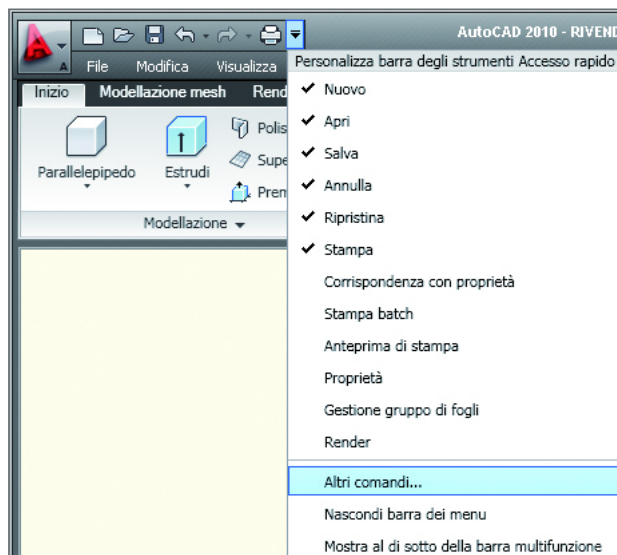 AutoCAD 2010 - RIVEND
A
File Modifica Visualizza
Personalizza barra degli strumenti Accesso rapido
Inizio Modellazione mesh Rend
Nuovo
Apri
Salva
Annulla
Ripristina
Stampa
Corrispondenza con proprietà
Stampa batch
Anteprima di stampa
Proprietà
Gestione gruppo di fogli
Render
Altri comandi...
Nascondi barra dei menu
Mostra al di sotto della barra multifunzione
Parallelepipedo
Estrudi
Polis
Supe
Prem
Modellazione